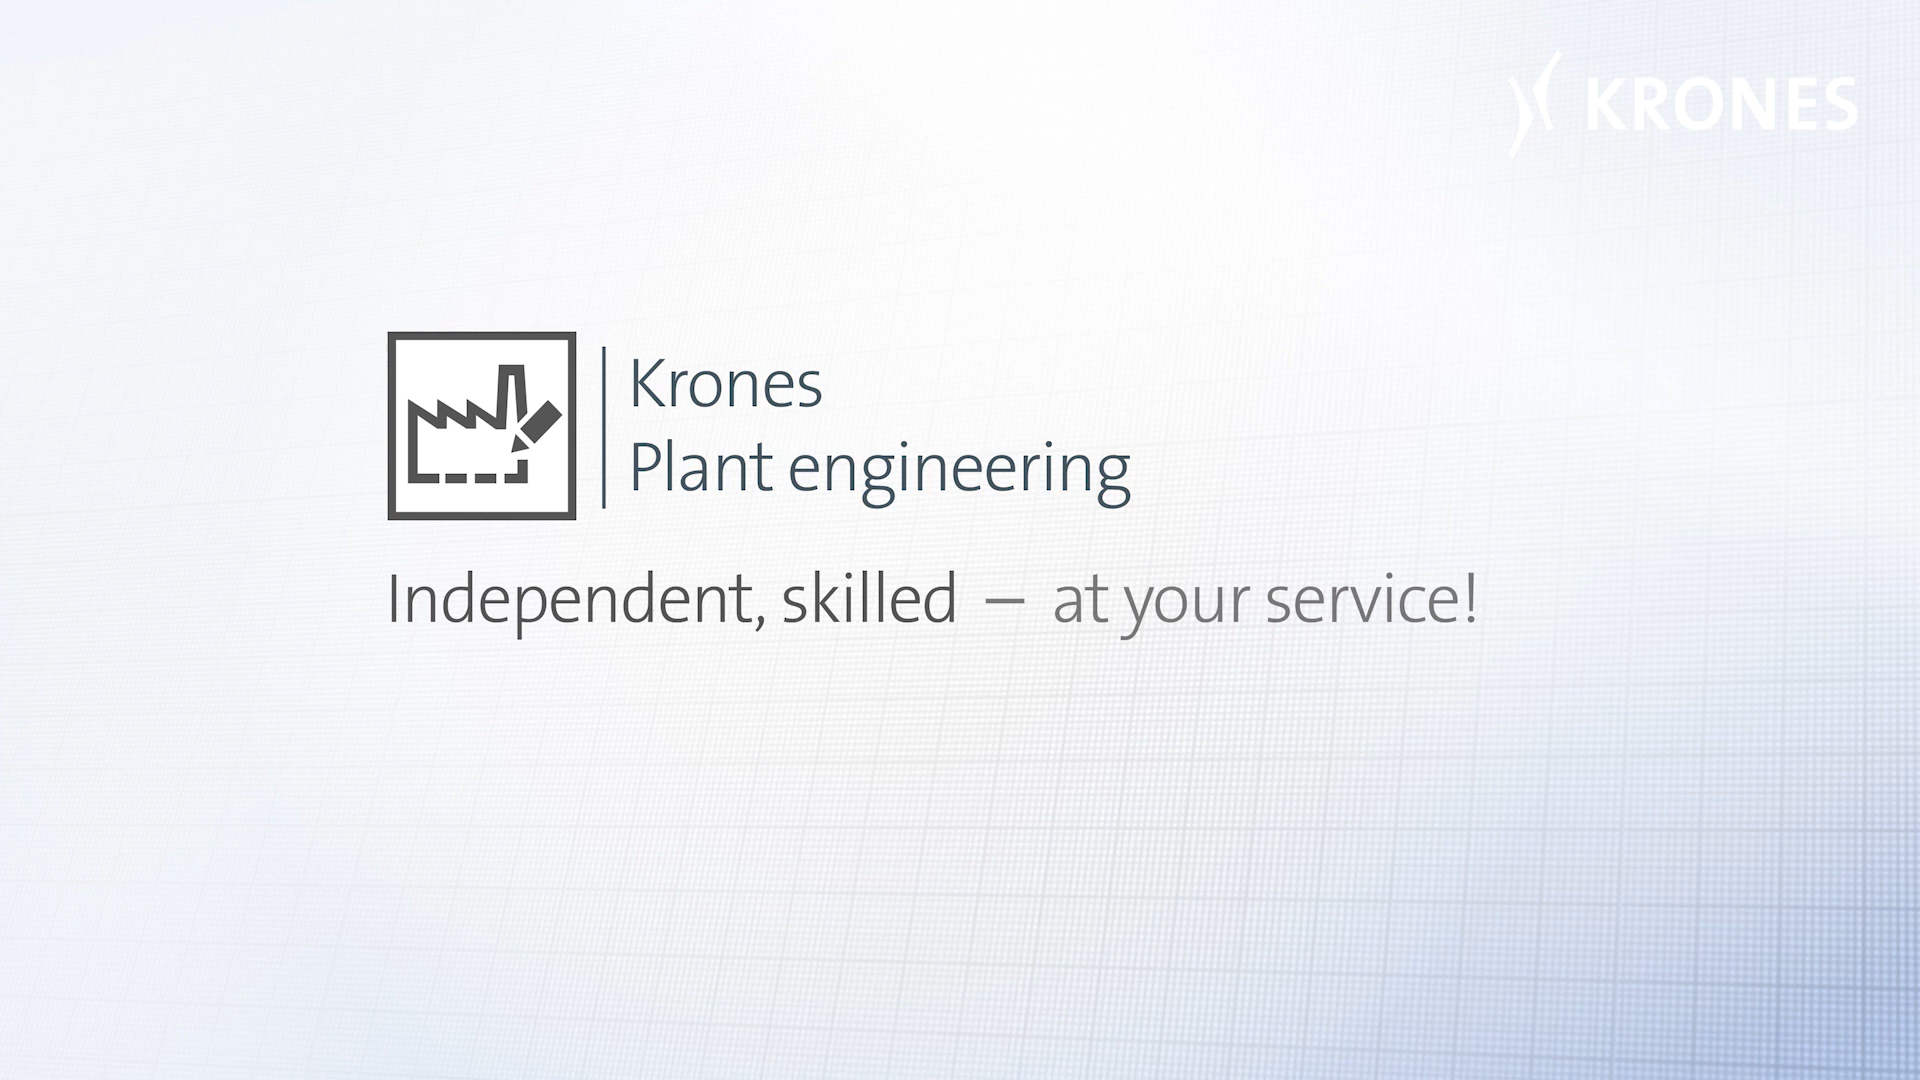 KRONES
Krones
Plant engineering
Independent, skilled – at your service!